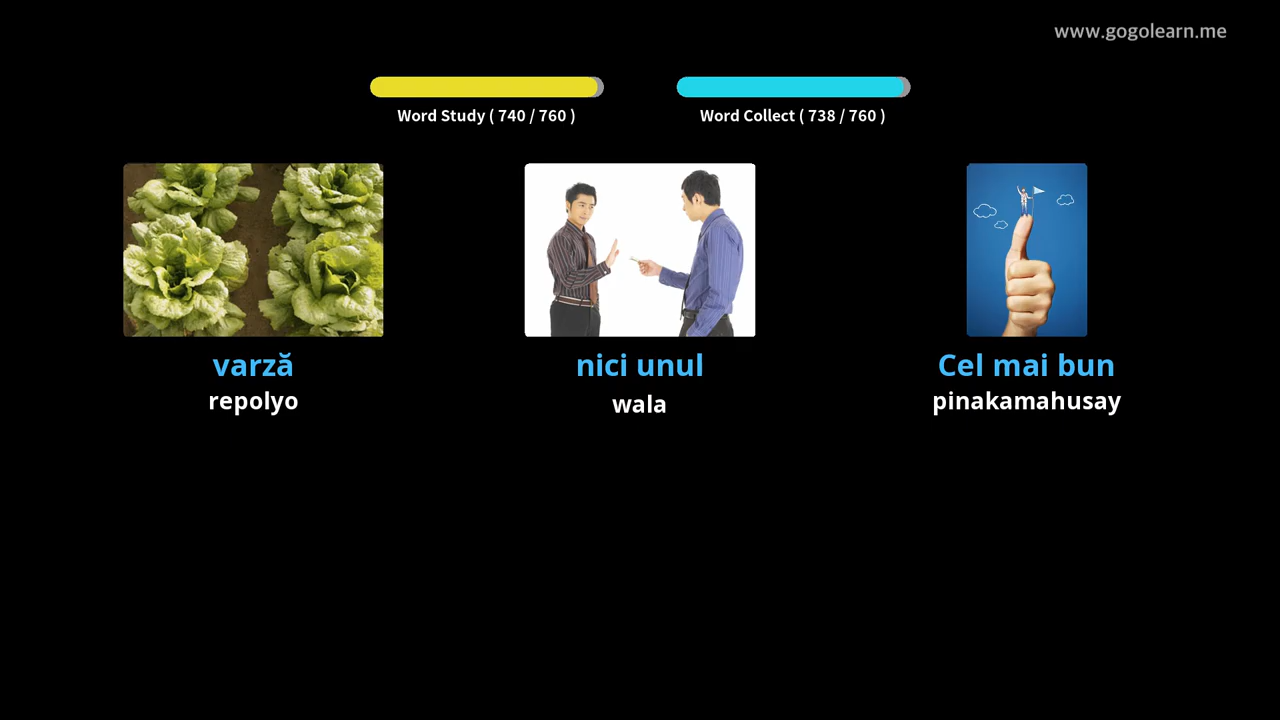 www.gogolearn.me
Word Study ( 740 / 760 )
Word Collect ( 738 / 760 )
varză
repolyo
nici unul
wala
Cel mai bun
pinakamahusay